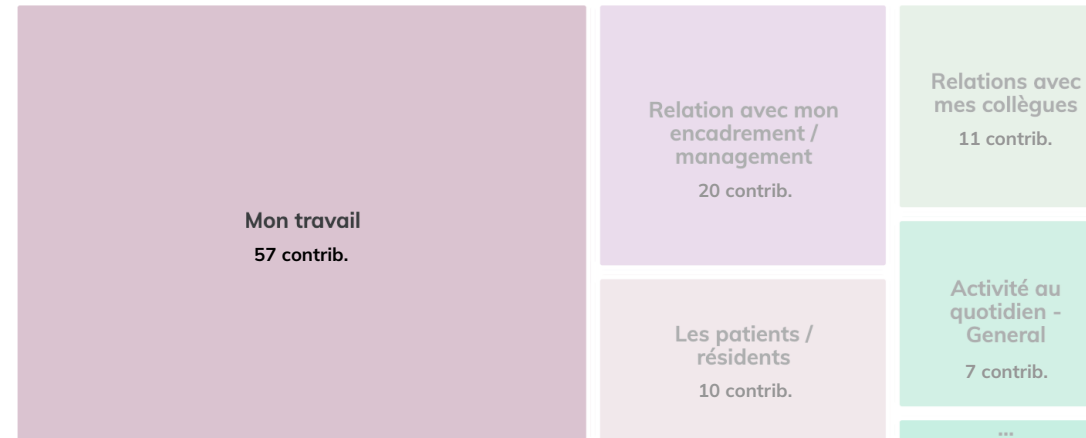 Mon travail
57 contrib.
Relation avec mon
encadrement /
management
20 contrib.
Les patients /
résidents
10 contrib.
Relations avec
mes collègues
11 contrib.
Activité au
quotidien -
General
7 contrib.
...